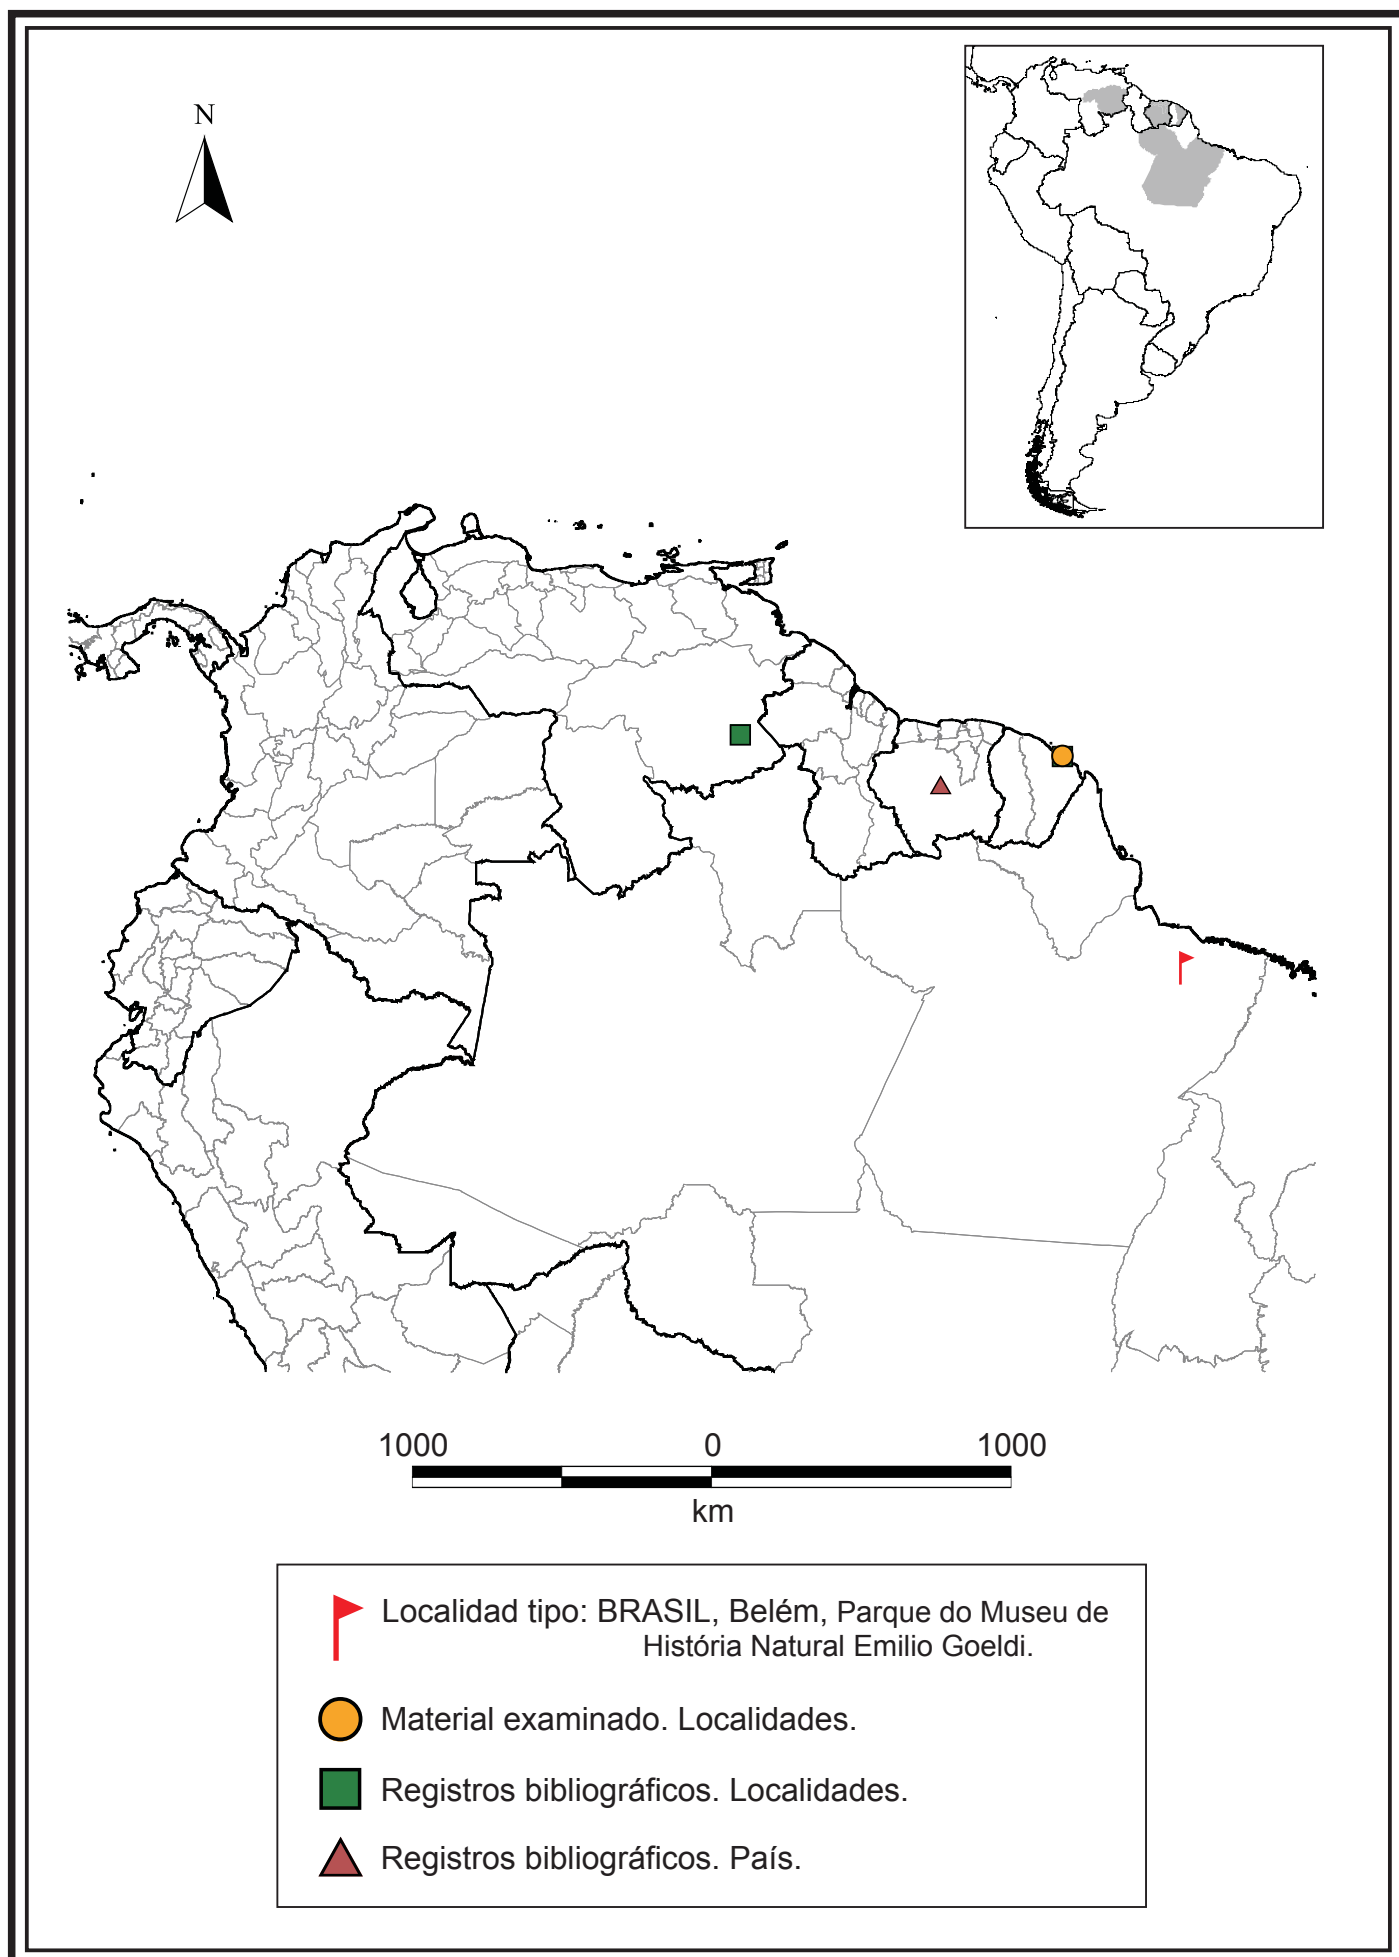 N
1000 0 1000
km
Localidad tipo: BRASIL, Belém, Parque do Museu de
História Natural Emilio Goeldi.
Material examinado. Localidades.
Registros bibliográficos. Localidades.
Registros bibliográficos. País.